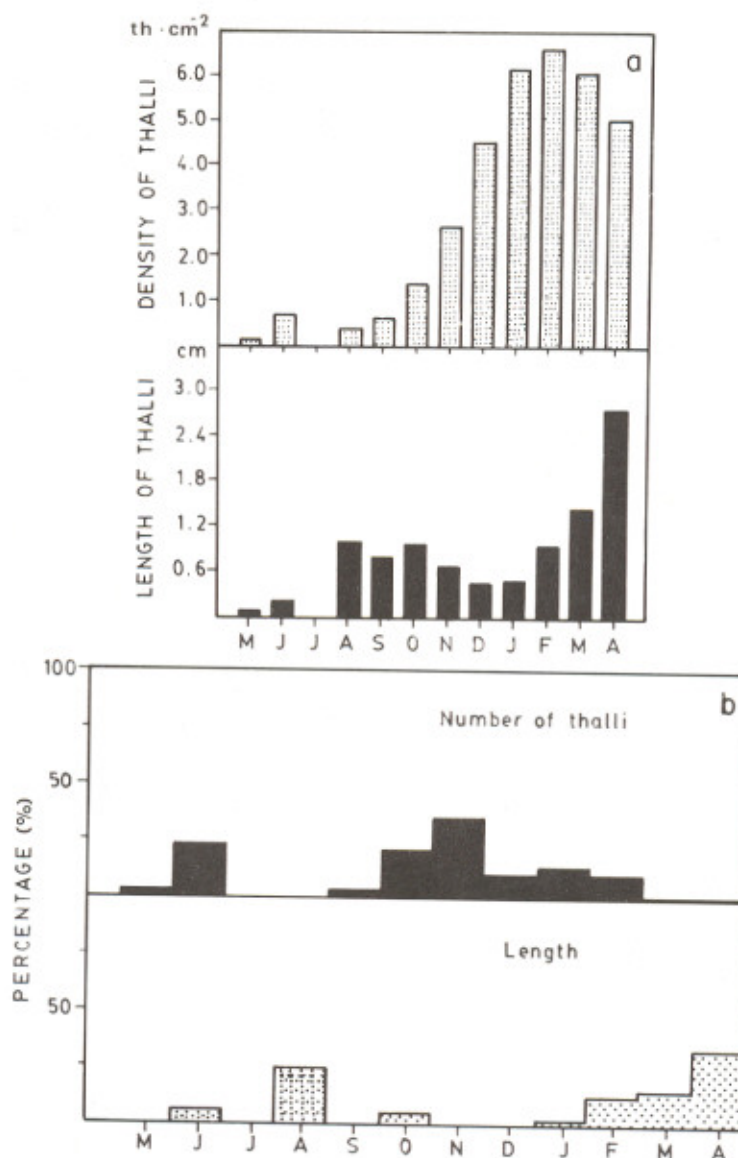 th · cm⁻²
a
6.0
5.0
4.0
3.0
2.0
1.0
DENSITY OF THALLI
cm
3.0
2.4
1.8
1.2
0.6
LENGTH OF THALLI
M J J A S O N D J F M A
100
b
Number of thalli
50
PERCENTAGE (%)
Length
50
M J J A S O N D J F M A